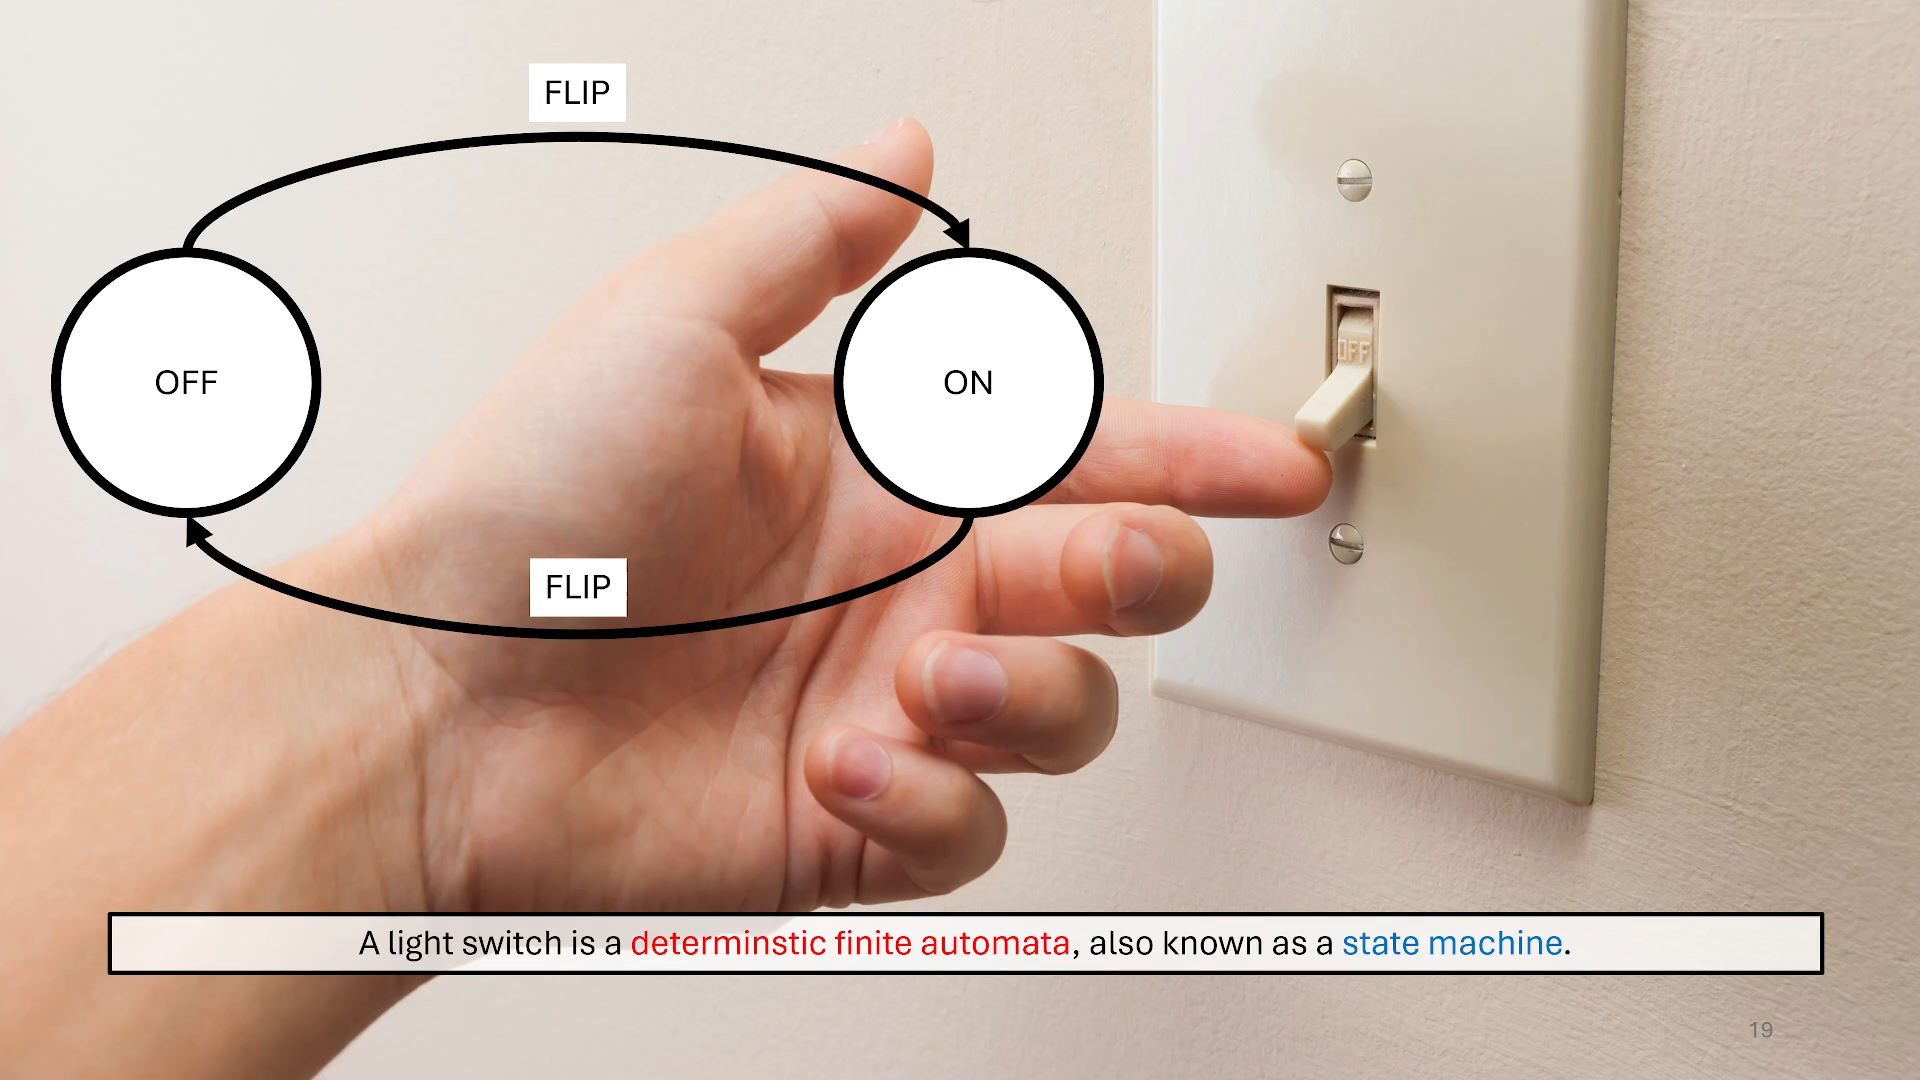 FLIP
OFF
ON
OFF
FLIP
A light switch is a determinstic finite automata, also known as a state machine.
19